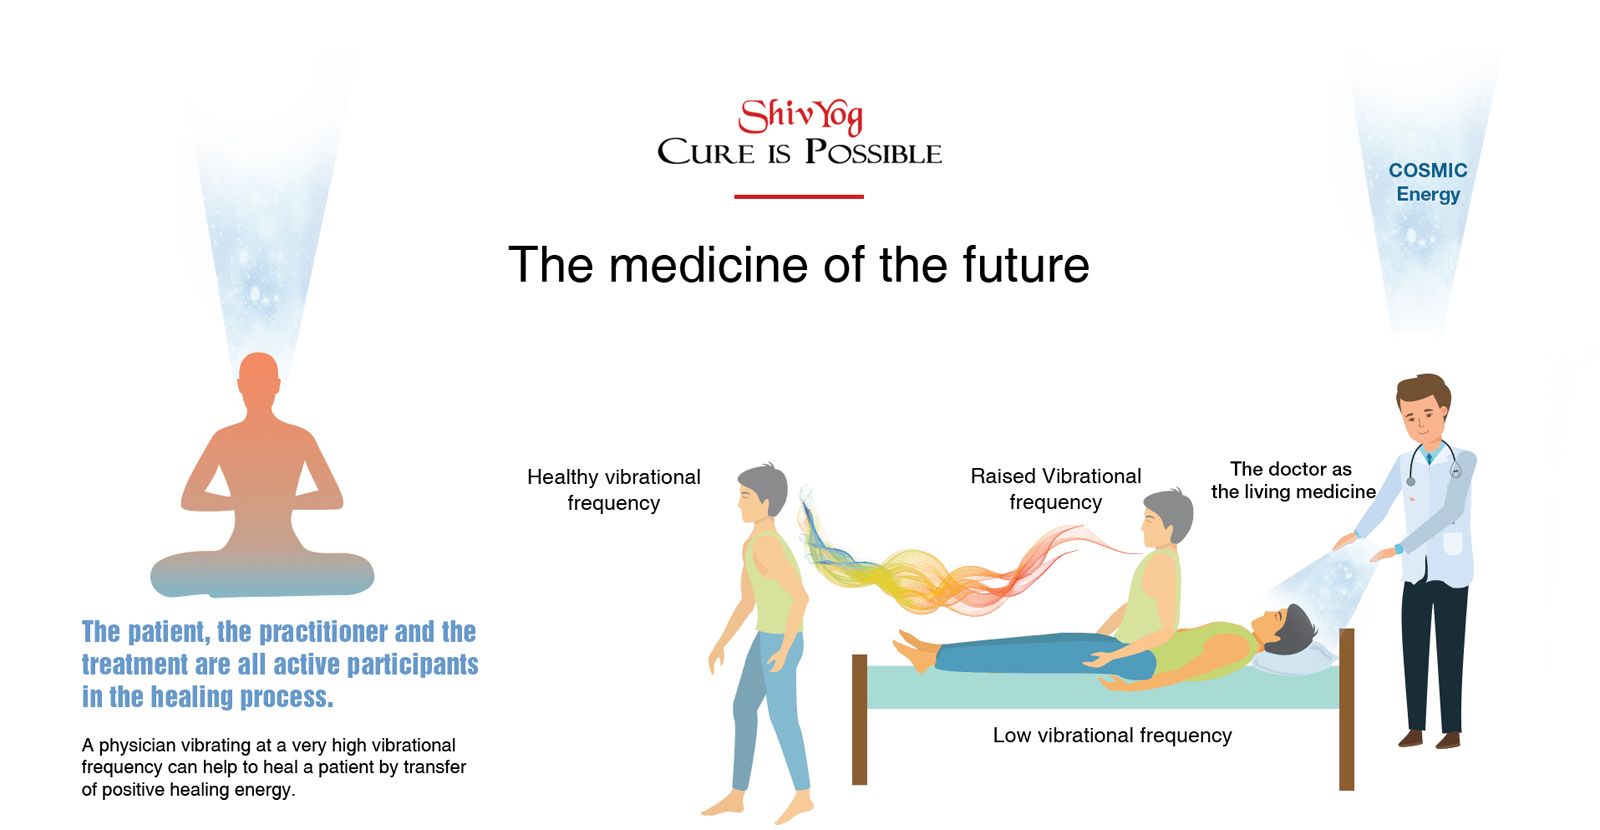 ShivYog
CURE IS POSSIBLE
The medicine of the future
COSMIC
Energy
Healthy vibrational
frequency
Raised Vibrational
frequency
The doctor as
the living medicine
Low vibrational frequency
The patient, the practitioner and the
treatment are all active participants
in the healing process.
A physician vibrating at a very high vibrational
frequency can help to heal a patient by transfer
of positive healing energy.